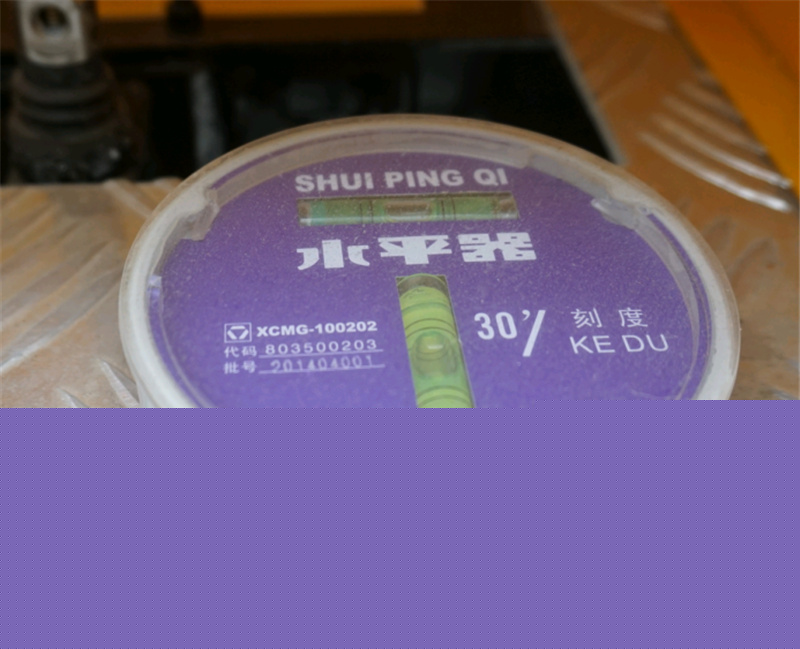 SHUI PING QI
水平器
XCMG-100202
代码 803500203
批号 201404001
30′/
刻度
KE DU